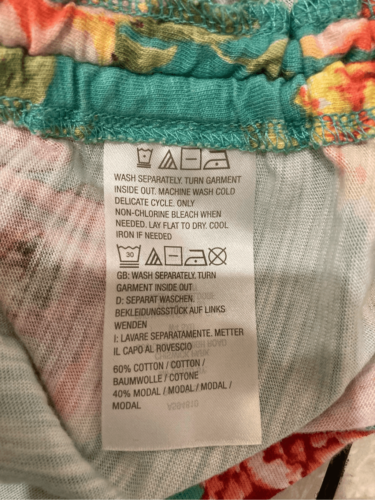 WASH SEPARATELY. TURN GARMENT
INSIDE OUT. MACHINE WASH COLD
DELICATE CYCLE. ONLY
NON-CHLORINE BLEACH WHEN
NEEDED. LAY FLAT TO DRY. COOL
IRON IF NEEDED
30
GB: WASH SEPARATELY. TURN
GARMENT INSIDE OUT
D: SEPARAT WASCHEN.
BEKLEIDUNGSSTÜCK AUF LINKS
WENDEN
I: LAVARE SEPARATAMENTE. METTER
IL CAPO AL ROVESCIO
60% COTTON / COTTON /
BAUMWOLLE / COTONE
40% MODAL / MODAL / MODAL /
MODAL